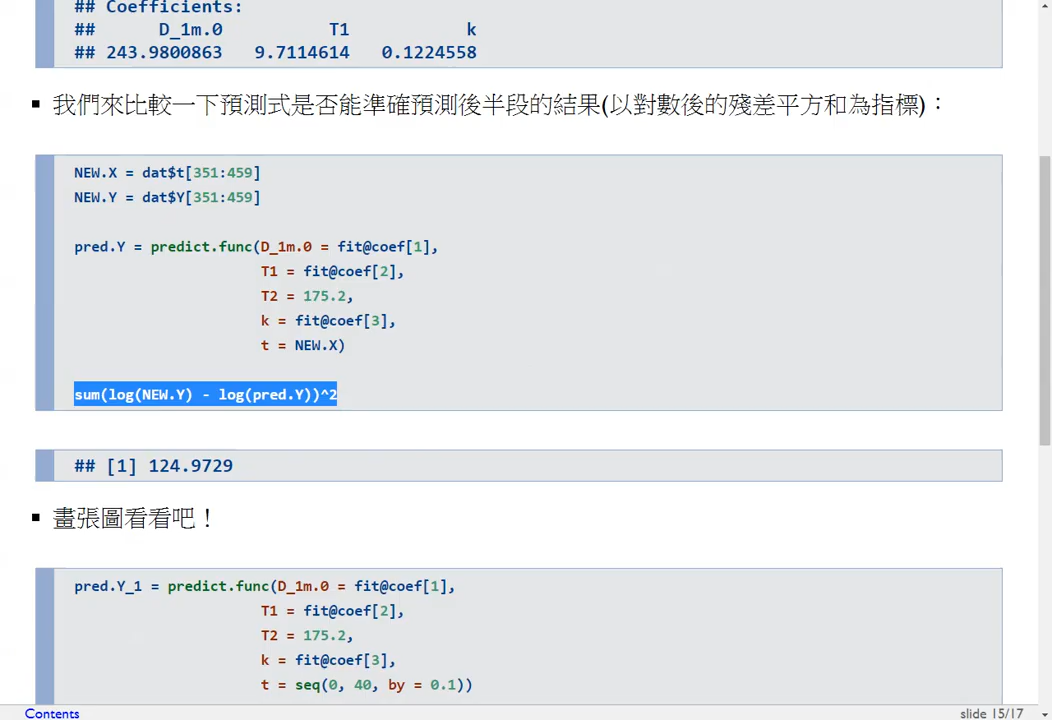 ## Coefficients:
##      D_1m.0          T1           k
## 243.9800863   9.7114614   0.1224558
▪ 我們來比較一下預測式是否能準確預測後半段的結果(以對數後的殘差平方和為指標)：
NEW.X = dat$t[351:459]
NEW.Y = dat$Y[351:459]
pred.Y = predict.func(D_1m.0 = fit@coef[1],
                      T1 = fit@coef[2],
                      T2 = 175.2,
                      k = fit@coef[3],
                      t = NEW.X)
sum(log(NEW.Y) - log(pred.Y))^2
## [1] 124.9729
▪ 畫張圖看看吧！
pred.Y_1 = predict.func(D_1m.0 = fit@coef[1],
                      T1 = fit@coef[2],
                      T2 = 175.2,
                      k = fit@coef[3],
                      t = seq(0, 40, by = 0.1))
Contents
slide 15/17